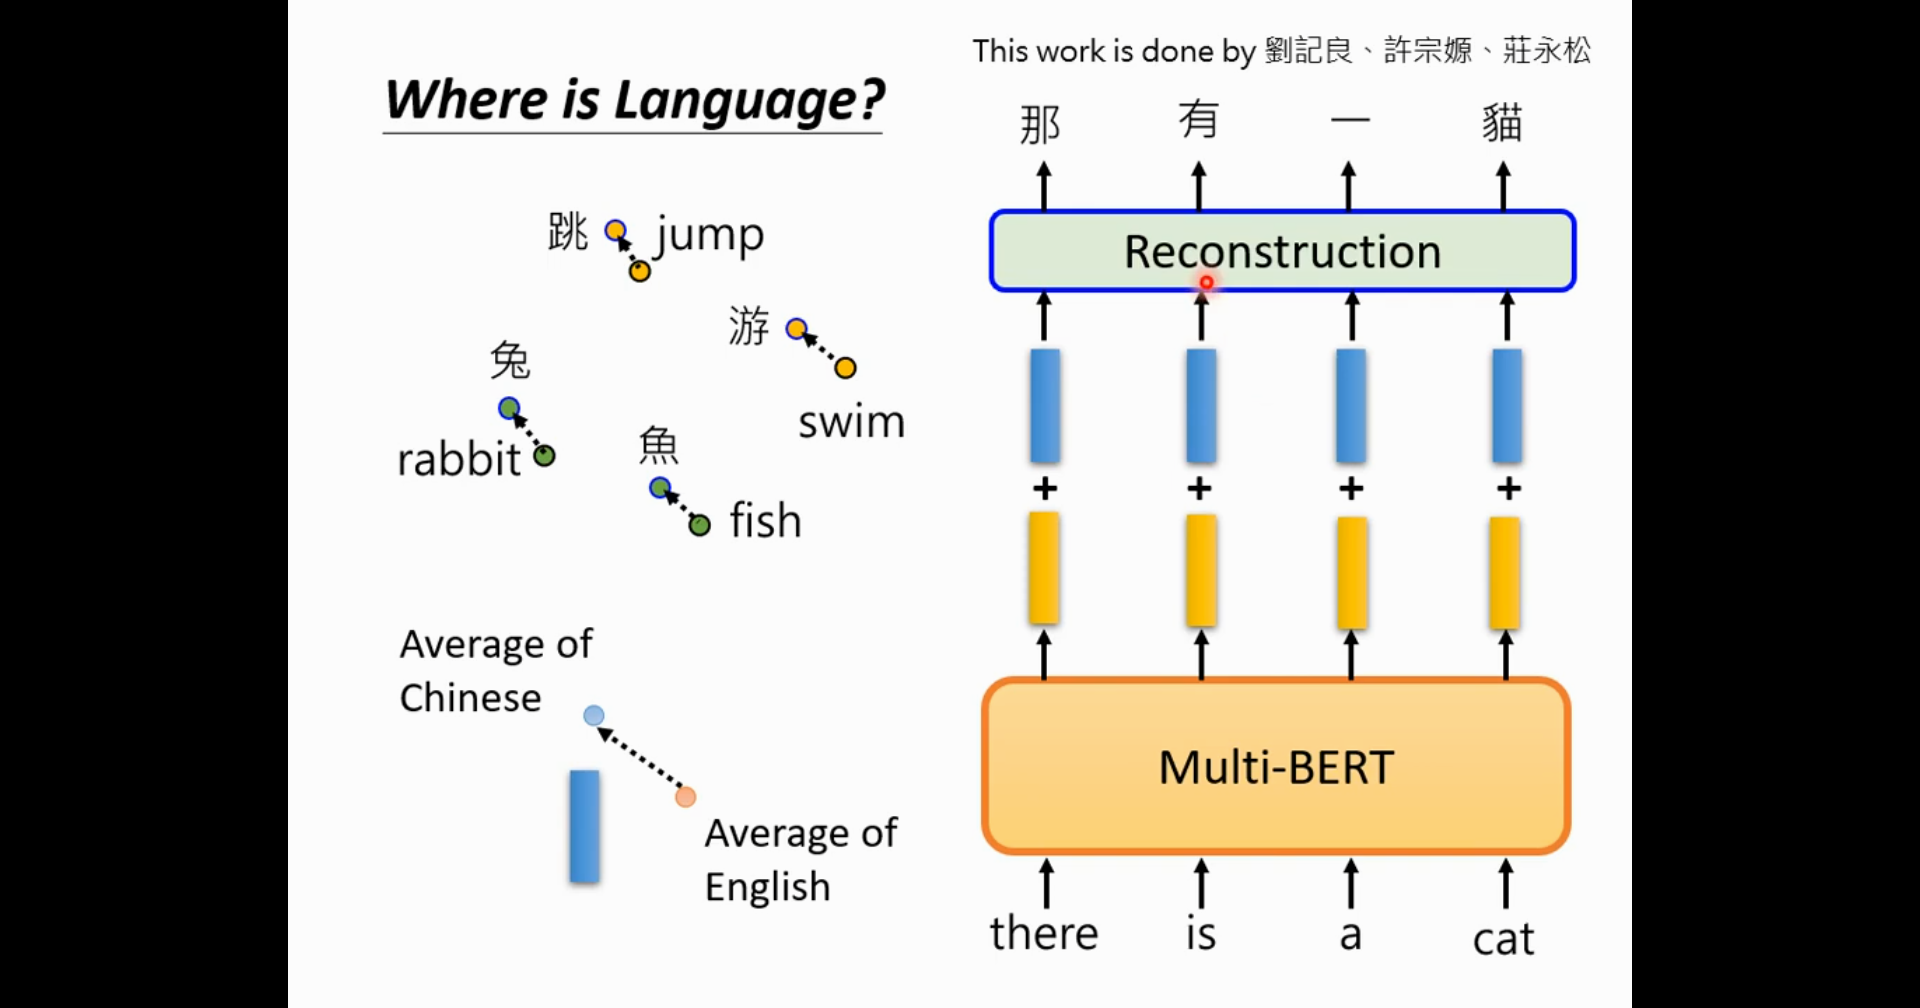 This work is done by 劉記良、許宗嫄、莊永松
Where is Language?
那 有 一 貓
Reconstruction
跳 jump
游
swim
兔
rabbit
魚
fish
+ + + +
Average of
Chinese
Average of
English
Multi-BERT
there is a cat